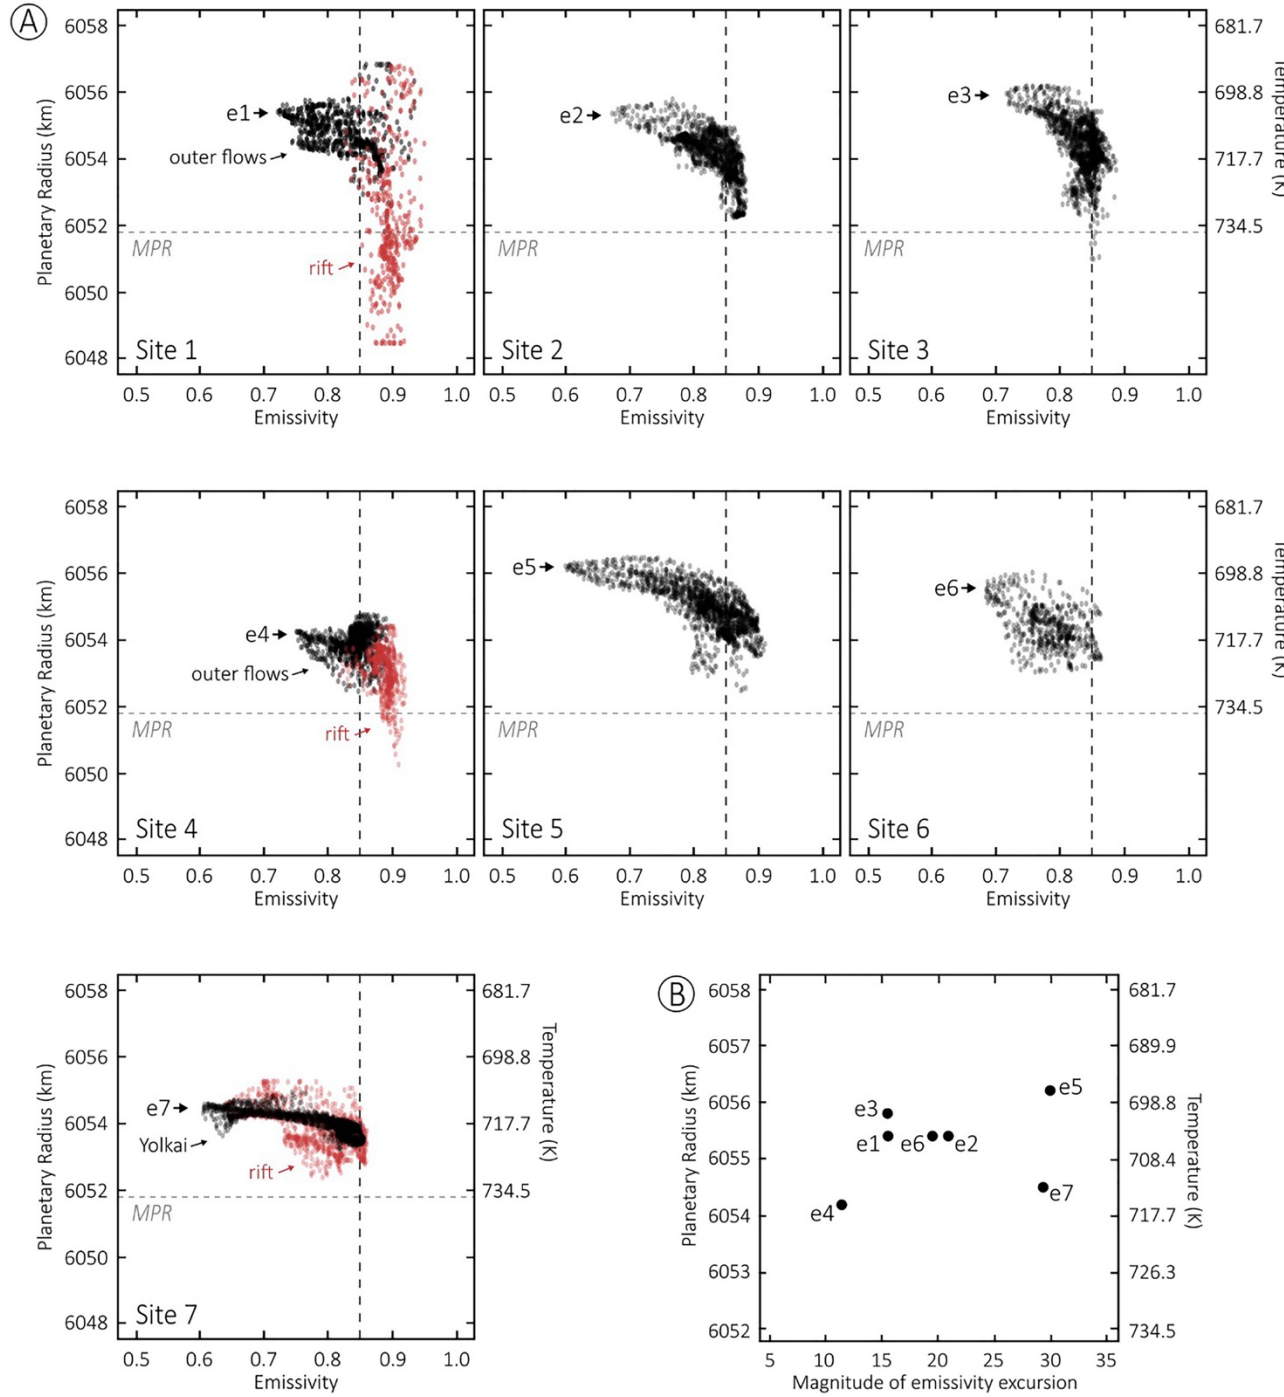 A
Planetary Radius (km)
6058
6056
6054
6052
6050
6048
e1
outer flows
MPR
rift
Site 1
0.5 0.6 0.7 0.8 0.9 1.0
Emissivity
e2
MPR
Site 2
0.5 0.6 0.7 0.8 0.9 1.0
Emissivity
e3
MPR
Site 3
0.5 0.6 0.7 0.8 0.9 1.0
Emissivity
681.7
698.8
717.7
734.5
Temperature (K)
Planetary Radius (km)
6058
6056
6054
6052
6050
6048
e4
outer flows
MPR
rift
Site 4
0.5 0.6 0.7 0.8 0.9 1.0
Emissivity
e5
MPR
Site 5
0.5 0.6 0.7 0.8 0.9 1.0
Emissivity
e6
MPR
Site 6
0.5 0.6 0.7 0.8 0.9 1.0
Emissivity
681.7
698.8
717.7
734.5
Temperature (K)
Planetary Radius (km)
6058
6056
6054
6052
6050
6048
e7
Yolkai
rift
MPR
Site 7
0.5 0.6 0.7 0.8 0.9 1.0
Emissivity
681.7
698.8
717.7
734.5
Temperature (K)
B
Planetary Radius (km)
6058
6057
6056
6055
6054
6053
6052
e5
e3
e1 e6 e2
e7
e4
681.7
689.9
698.8
708.4
717.7
726.3
734.5
Temperature (K)
5 10 15 20 25 30 35
Magnitude of emissivity excursion